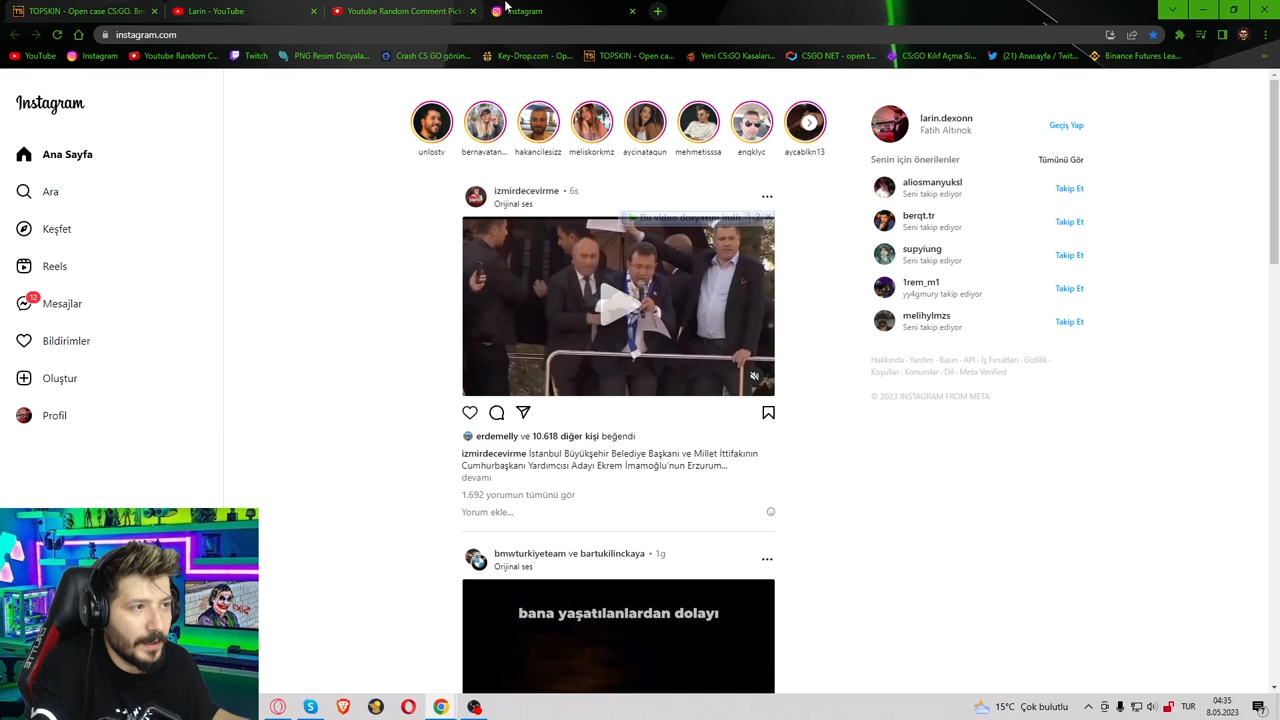 TOPSKIN - Open case CS:GO. Be
Larin - YouTube
Youtube Random Comment Picker
Instagram
instagram.com
YouTube
Instagram
Youtube Random C...
Twitch
PNG Resim Dosyala...
Crash CS GO görün...
Key-Drop.com - Op...
TOPSKIN - Open ca...
Yeni CS:GO Kasaları...
CSGO NET - open t...
CS:GO Kılıf Açma Si...
(21) Anasayfa / Twit...
Binance Futures Lea...
»
Instagram
Ana Sayfa
Ara
Keşfet
Reels
12
Mesajlar
Bildirimler
Oluştur
Profil
unlostv
bernavatan...
hakancilesizz
meliskorkmz
aycinataqun
mehmetisssa
enqklyc
aycablkn13
izmirdecevirme • 6s
Orijinal ses
Bu video dosyasını indir ? X
erdemelly ve 10.618 diğer kişi beğendi
izmirdecevirme İstanbul Büyükşehir Belediye Başkanı ve Millet İttifakının
Cumhurbaşkanı Yardımcısı Adayı Ekrem İmamoğlu'nun Erzurum...
devamı
1.692 yorumun tümünü gör
Yorum ekle...
bmwturkiyeteam ve bartukilinckaya • 1g
Orijinal ses
bana yaşatılanlardan dolayı
larin.dexonn
Fatih Altınok
Geçiş Yap
Senin için önerilenler
Tümünü Gör
aliosmanyuksl
Seni takip ediyor
Takip Et
berqt.tr
Seni takip ediyor
Takip Et
supyiung
Seni takip ediyor
Takip Et
1rem_m1
yy4gmury takip ediyor
Takip Et
melihylmzs
Seni takip ediyor
Takip Et
Hakkında · Yardım · Basın · API · İş Fırsatları · Gizlilik ·
Koşullar · Konumlar · Dil · Meta Verified
© 2023 INSTAGRAM FROM META
15°C Çok bulutlu
TUR
04:35
8.05.2023